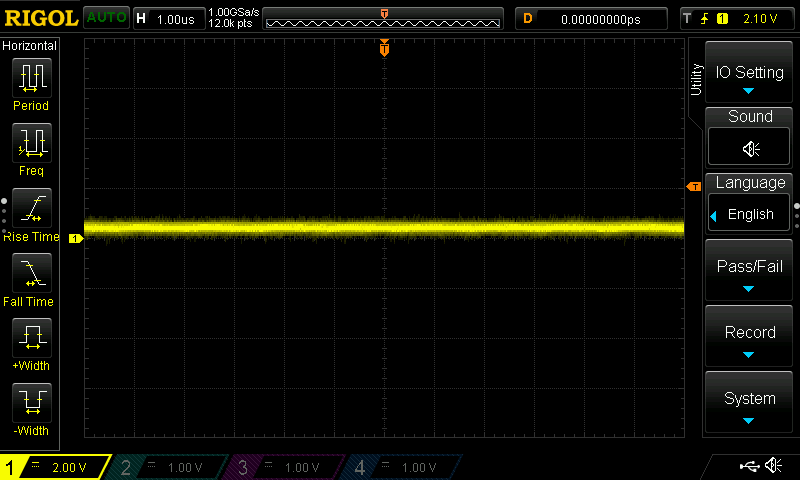 RIGOL AUTO H 1.00us 1.00GSa/s 12.0k pts T D 0.00000000ps T 1 2.10 V
Horizontal
Period
Freq
Rise Time
Fall Time
+Width
-Width
T
T
1
Utility
IO Setting
Sound
Language
English
Pass/Fail
Record
System
1 2.00 V 2 1.00 V 3 1.00 V 4 1.00 V